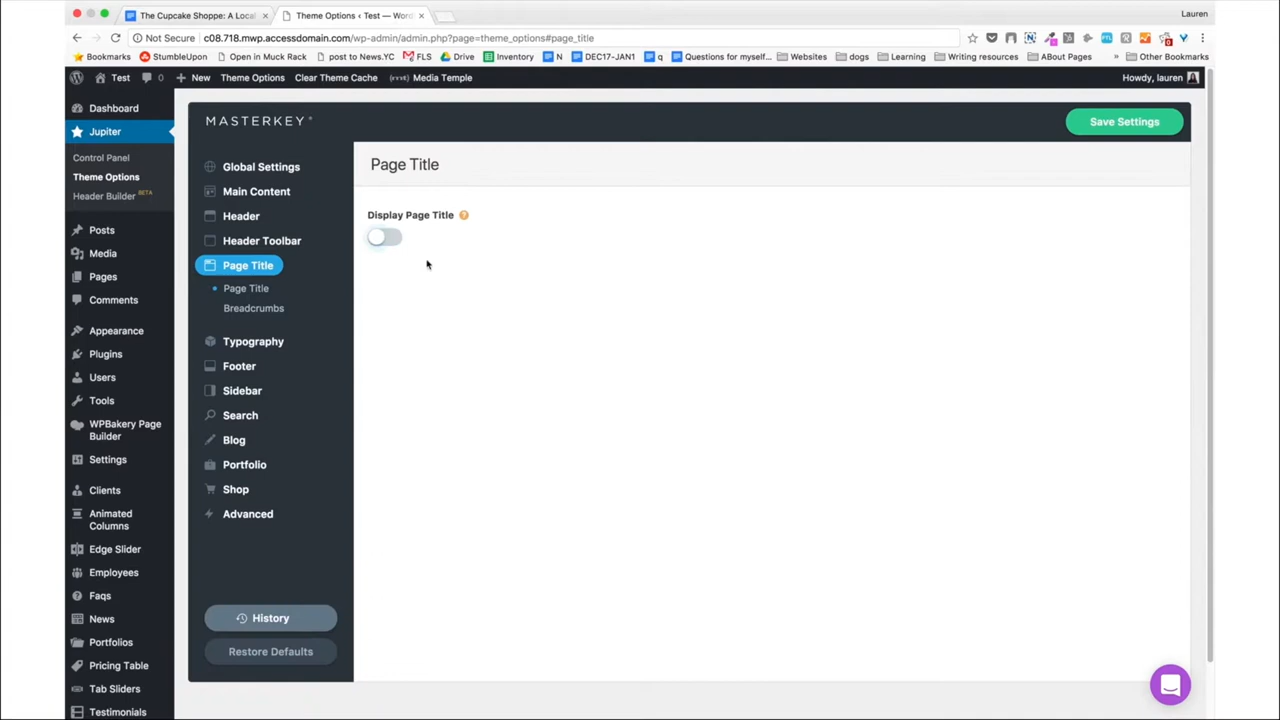 The Cupcake Shoppe: A Local
Theme Options ‹ Test — Word
Lauren
Not Secure c08.718.mwp.accessdomain.com/wp-admin/admin.php?page=theme_options#page_title
Bookmarks StumbleUpon Open in Muck Rack post to News.YC FLS Drive Inventory N DEC17-JAN1 q Questions for myself... Websites dogs Learning Writing resources ABout Pages » Other Bookmarks
Test 0 New Theme Options Clear Theme Cache (mt) Media Temple Howdy, lauren
Dashboard
Jupiter
Control Panel
Theme Options
Header Builder BETA
Posts
Media
Pages
Comments
Appearance
Plugins
Users
Tools
WPBakery Page
Builder
Settings
Clients
Animated
Columns
Edge Slider
Employees
Faqs
News
Portfolios
Pricing Table
Tab Sliders
Testimonials
MASTERKEY
Save Settings
Global Settings
Main Content
Header
Header Toolbar
Page Title
Page Title
Breadcrumbs
Typography
Footer
Sidebar
Search
Blog
Portfolio
Shop
Advanced
History
Restore Defaults
Page Title
Display Page Title ?